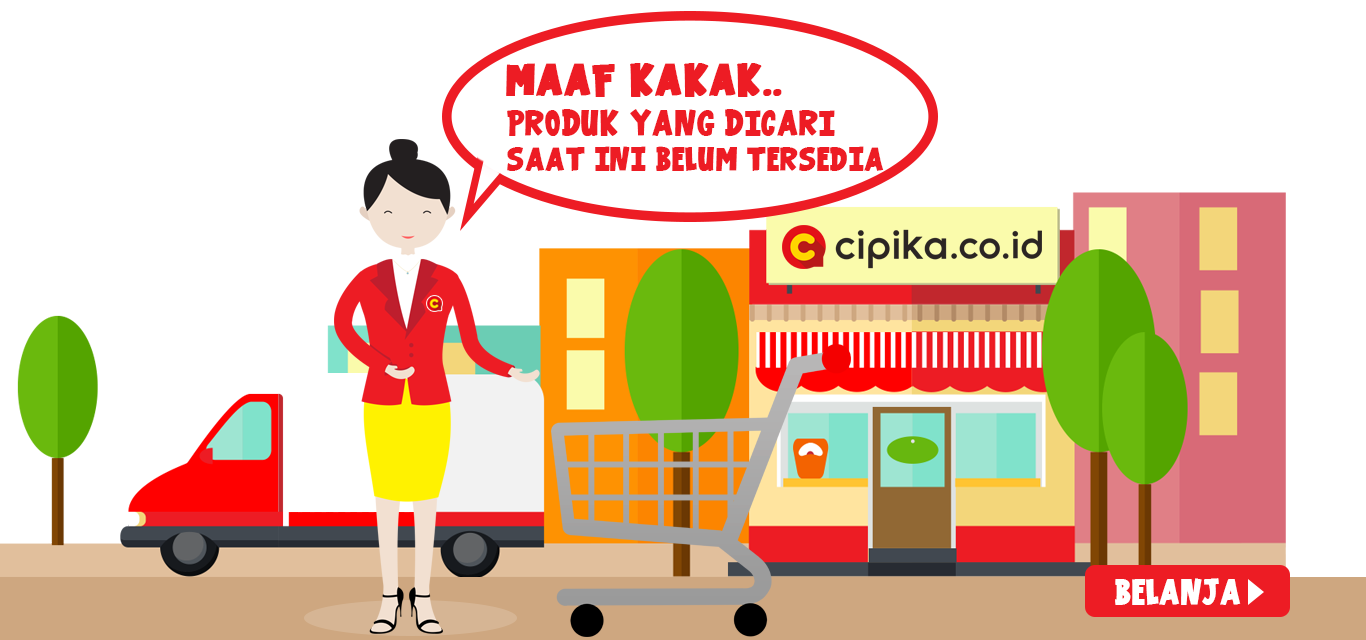 MAAF KAKAK..
PRODUK YANG DICARI
SAAT INI BELUM TERSEDIA
cipika.co.id
BELANJA